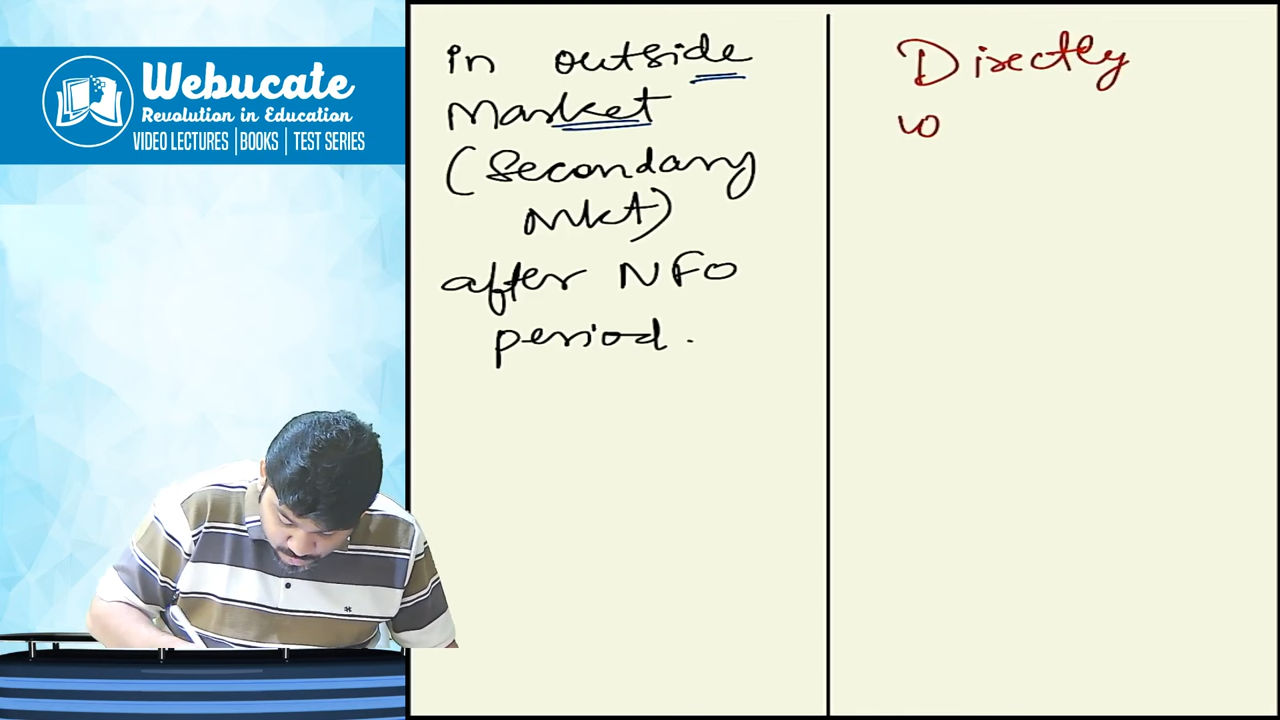 Webucate
Revolution in Education
VIDEO LECTURES | BOOKS | TEST SERIES
in outside
Market
(Secondary
Mkt)
after NFO
period.
Directly